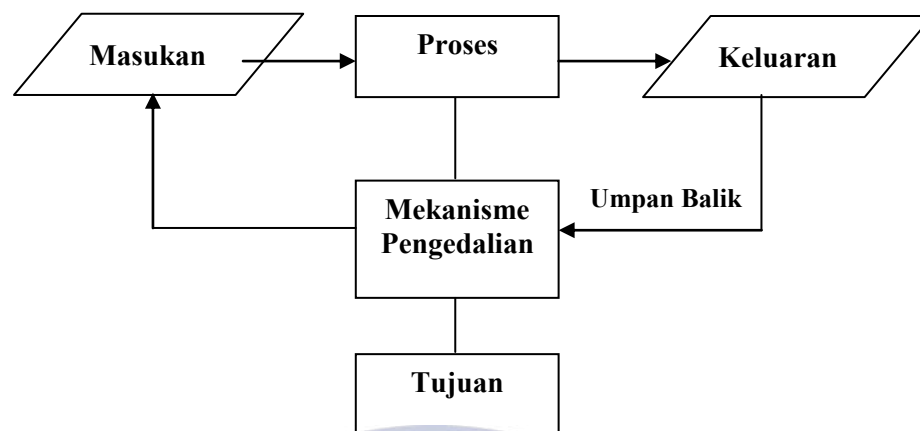 Masukan
Proses
Keluaran
Mekanisme
Pengedalian
Umpan Balik
Tujuan